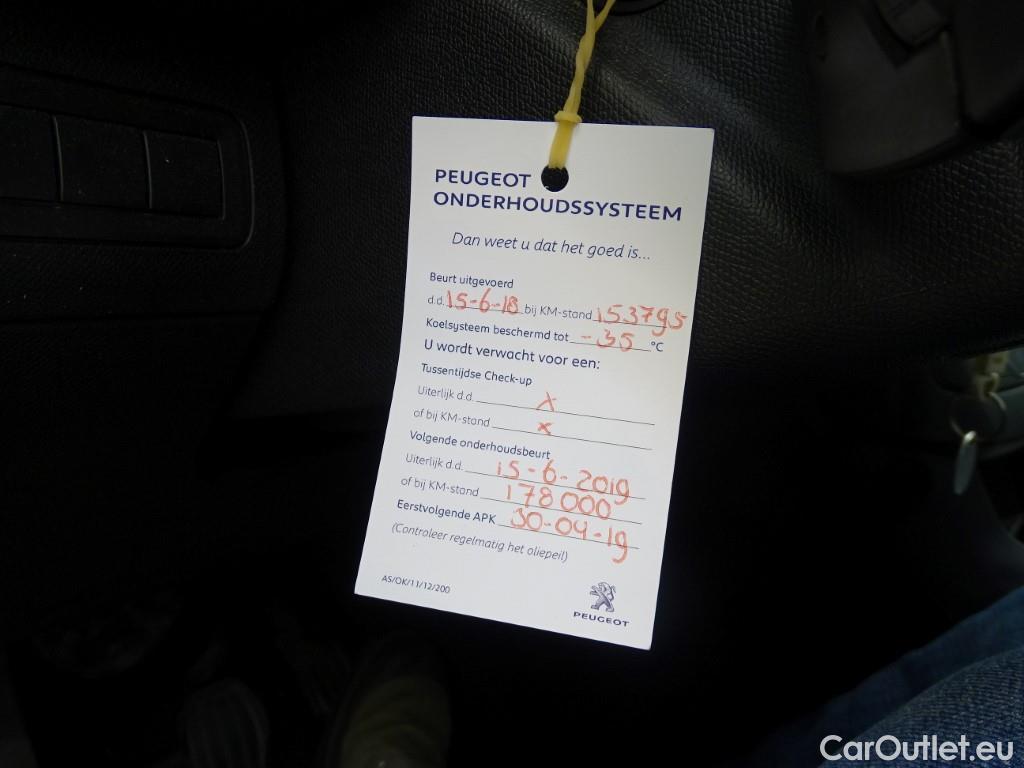 PEUGEOT
ONDERHOUDSSYSTEEM
Dan weet u dat het goed is...
Beurt uitgevoerd
d.d. 15-6-18 bij KM-stand 153795
Koelsysteem beschermd tot -35 °C
U wordt verwacht voor een:
Tussentijdse Check-up
Uiterlijk d.d. x
of bij KM-stand x
Volgende onderhoudsbeurt
Uiterlijk d.d. 15-6-2019
of bij KM-stand 178000
Eerstvolgende APK 30-04-19
(Controleer regelmatig het oliepeil)
AS/OK/11/12/200
PEUGEOT
CarOutlet.eu